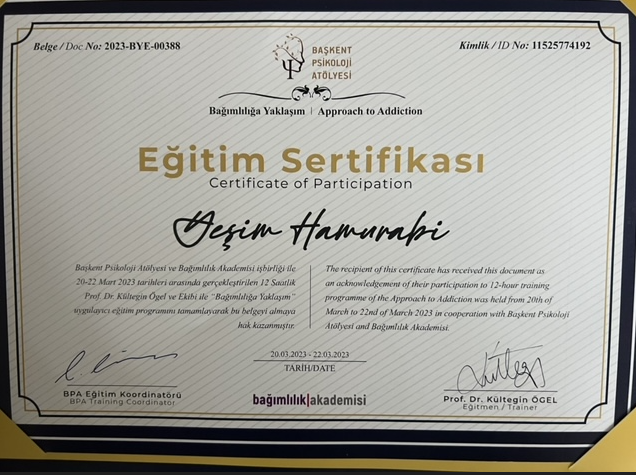 Belge / Doc No: 2023-BYE-00388
Kimlik / ID No: 11525774192
BAŞKENT
PSİKOLOJİ
ATÖLYESİ
Bağımlılığa Yaklaşım | Approach to Addiction
Eğitim Sertifikası
Certificate of Participation
Yeşim Hamurabi
Başkent Psikoloji Atölyesi ve Bağımlılık Akademisi işbirliği ile
20-22 Mart 2023 tarihleri arasında gerçekleştirilen 12 Saatlik
Prof. Dr. Kültegin Ögel ve Ekibi ile "Bağımlılığa Yaklaşım"
uygulayıcı eğitim programını tamamlayarak bu belgeyi almaya
hak kazanmıştır.
The recipient of this certificate has received this document as
an acknowledgement of their participation to 12-hour training
programme of the Approach to Addiction was held from 20th of
March to 22nd of March 2023 in cooperation with Başkent Psikoloji
Atölyesi and Bağımlılık Akademisi.
20.03.2023 - 22.03.2023
TARİH/DATE
BPA Eğitim Koordinatörü
BPA Training Coordinator
bağımlılık|akademisi
Prof. Dr. Kültegin ÖGEL
Eğitmen / Trainer